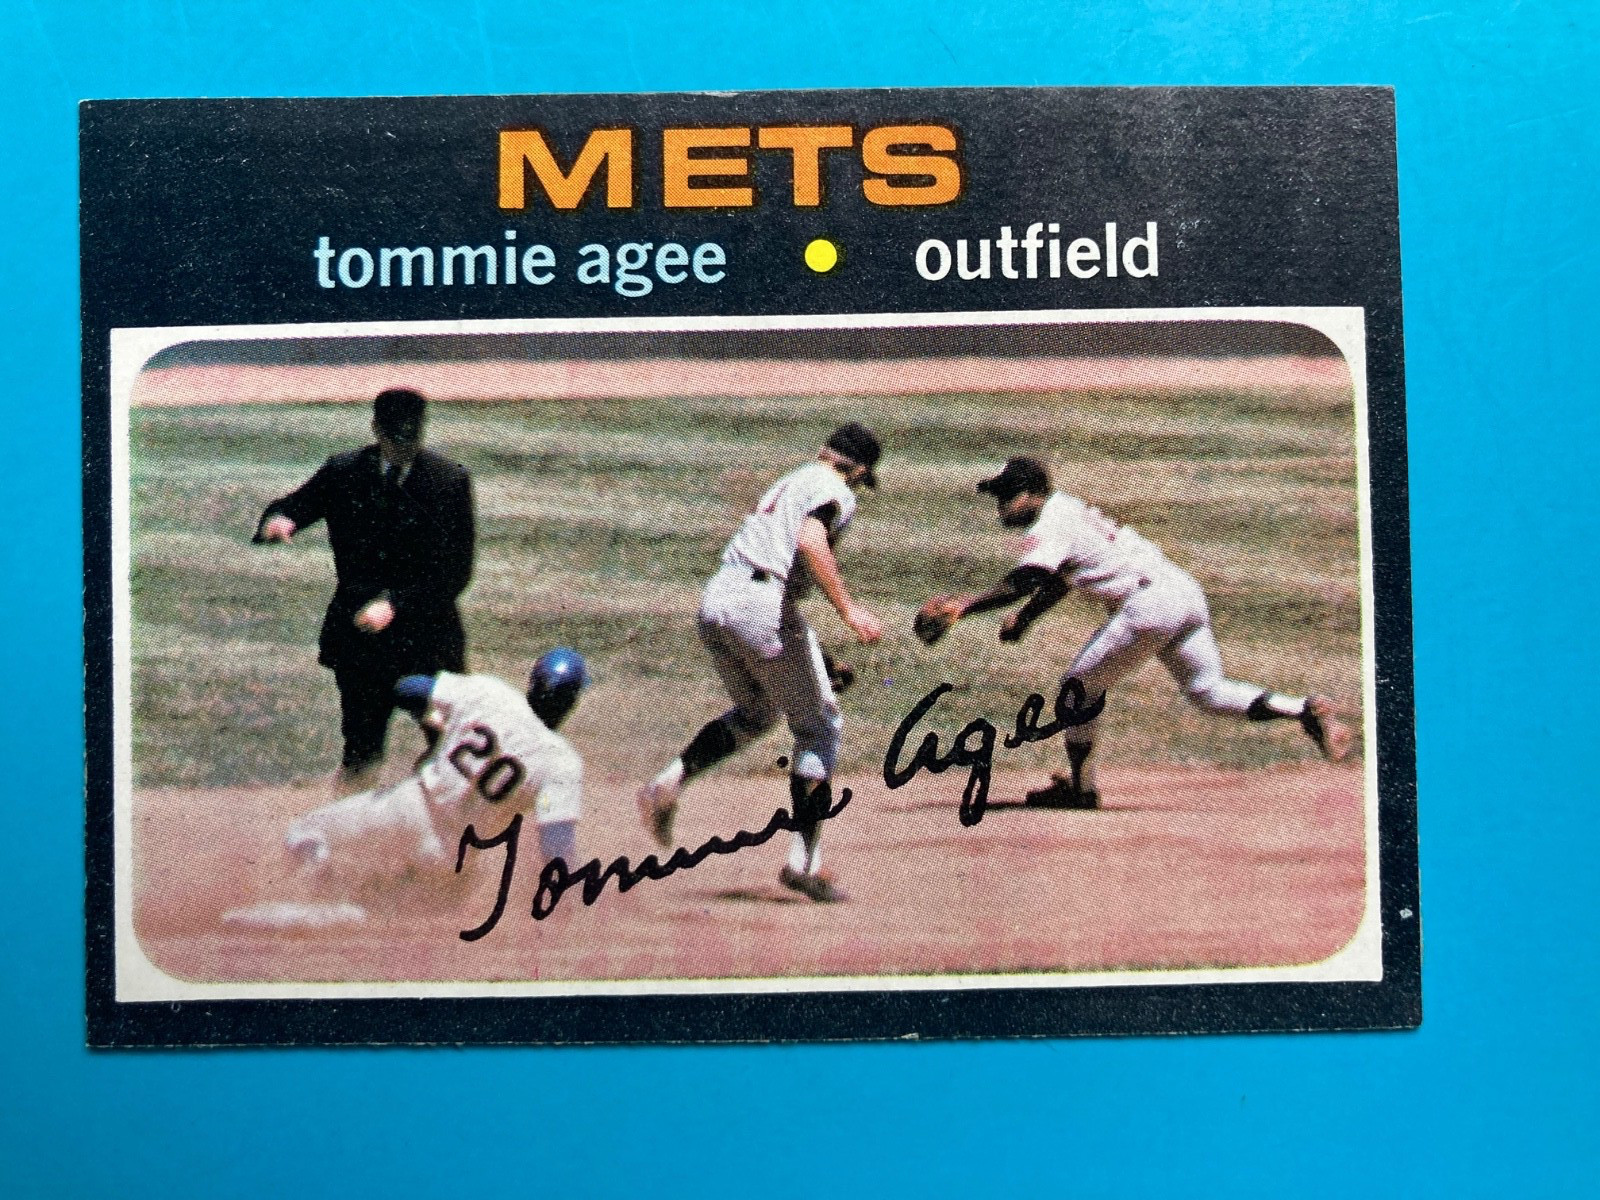 METS
tommie agee • outfield
20
Tommie Agee